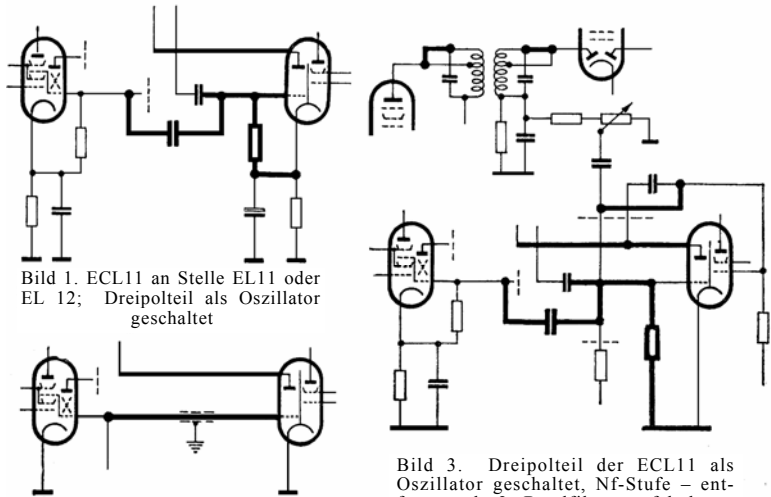 Bild 1. ECL11 an Stelle EL11 oder
EL 12; Dreipolteil als Oszillator
geschaltet
Bild 3. Dreipolteil der ECL11 als
Oszillator geschaltet, Nf-Stufe – ent-